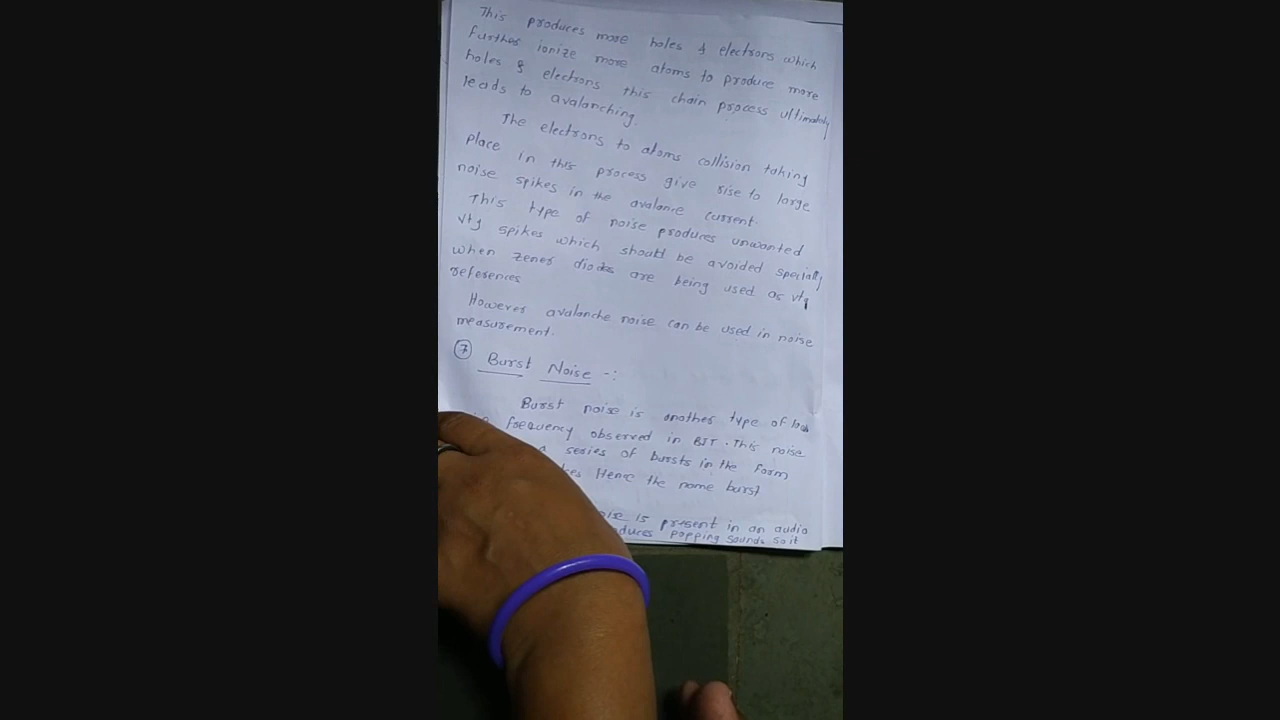 This produces more holes & electrons which
further ionize more atoms to produce more
holes & electrons this chain process ultimately
leads to avalanching.
The electrons to atoms collision taking
place in this process give rise to large
noise spikes in the avalance current.
This type of noise produces unwanted
vtg spikes which should be avoided specially
when zener diodes are being used as vtg
references
However avalanche noise can be used in noise
measurement.
7 Burst Noise -:
Burst noise is another type of
frequency observed in BJT. This noise
a series of bursts in the form
Hence the name burst
is present in an audio
popping sounds so it